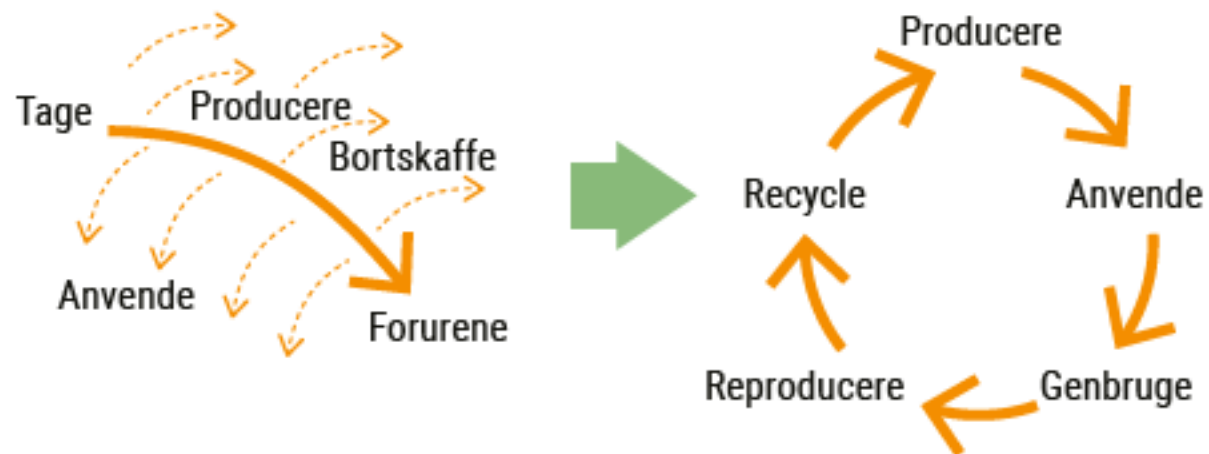 Tage
Producere
Bortskaffe
Anvende
Forurene
Producere
Anvende
Genbruge
Reproducere
Recycle